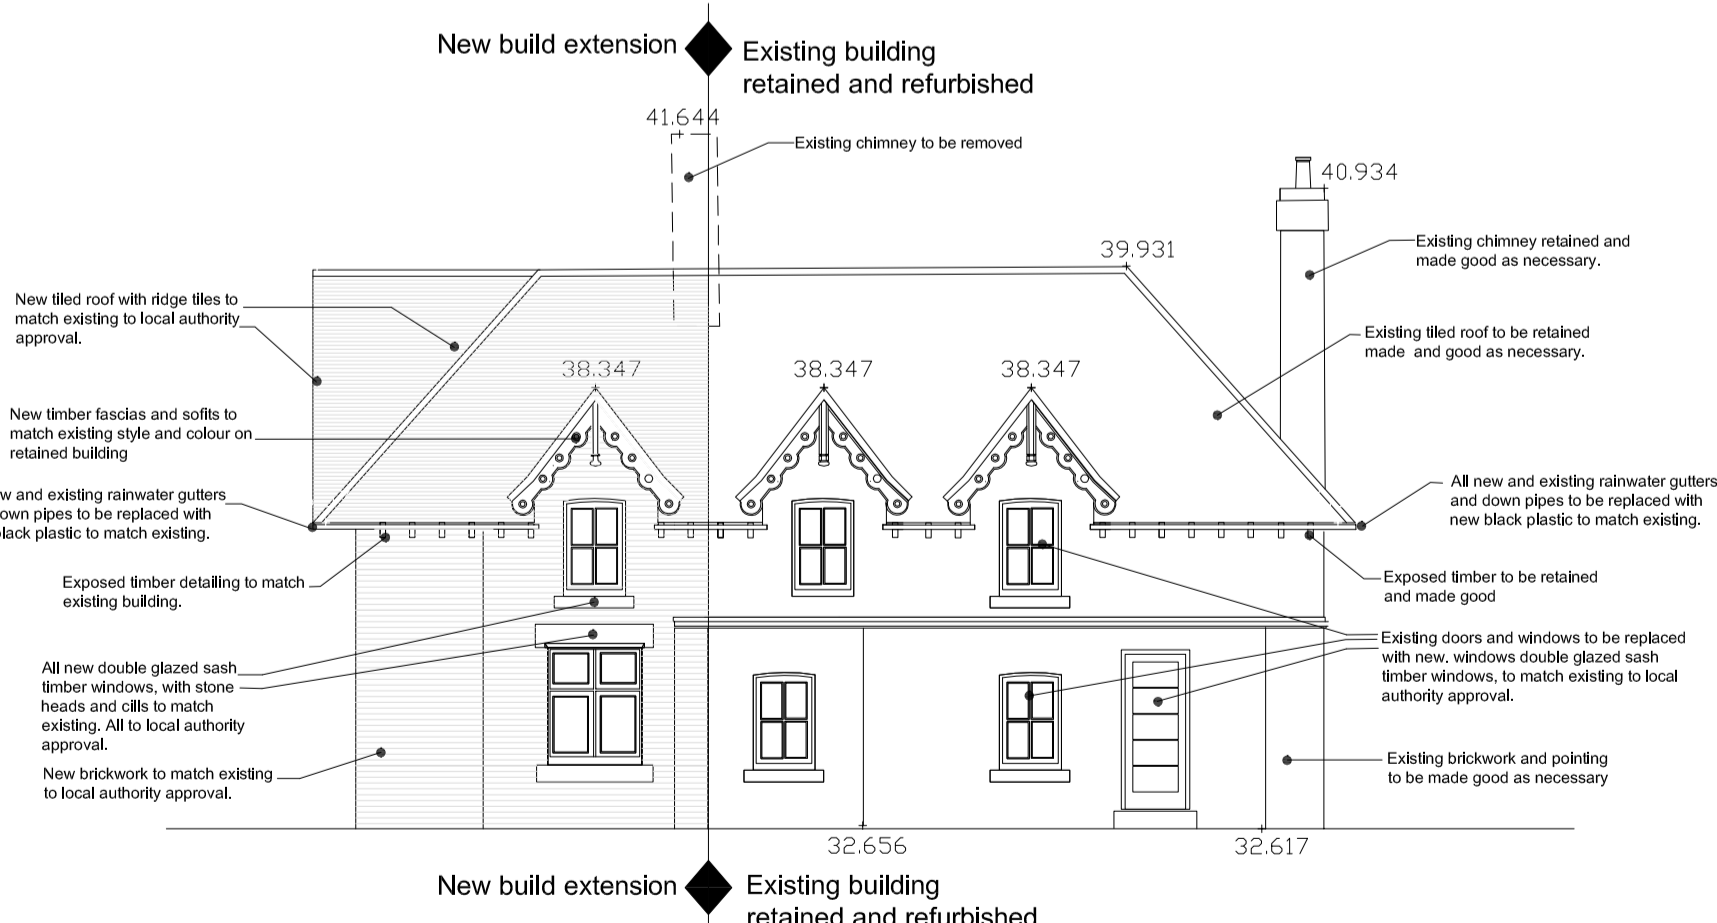 New build extension
Existing building
retained and refurbished
41.644
Existing chimney to be removed
40.934
39.931
Existing chimney retained and
made good as necessary.
New tiled roof with ridge tiles to
match existing to local authority
approval.
Existing tiled roof to be retained
made and good as necessary.
38.347
38.347
38.347
New timber fascias and sofits to
match existing style and colour on
retained building
and existing rainwater gutters
pipes to be replaced with
plastic to match existing.
All new and existing rainwater gutters
and down pipes to be replaced with
new black plastic to match existing.
Exposed timber detailing to match
existing building.
Exposed timber to be retained
and made good
All new double glazed sash
timber windows, with stone
heads and cills to match
existing. All to local authority
approval.
Existing doors and windows to be replaced
with new. windows double glazed sash
timber windows, to match existing to local
authority approval.
New brickwork to match existing
to local authority approval.
Existing brickwork and pointing
to be made good as necessary
32.656
32.617
New build extension
Existing building
retained and refurbished